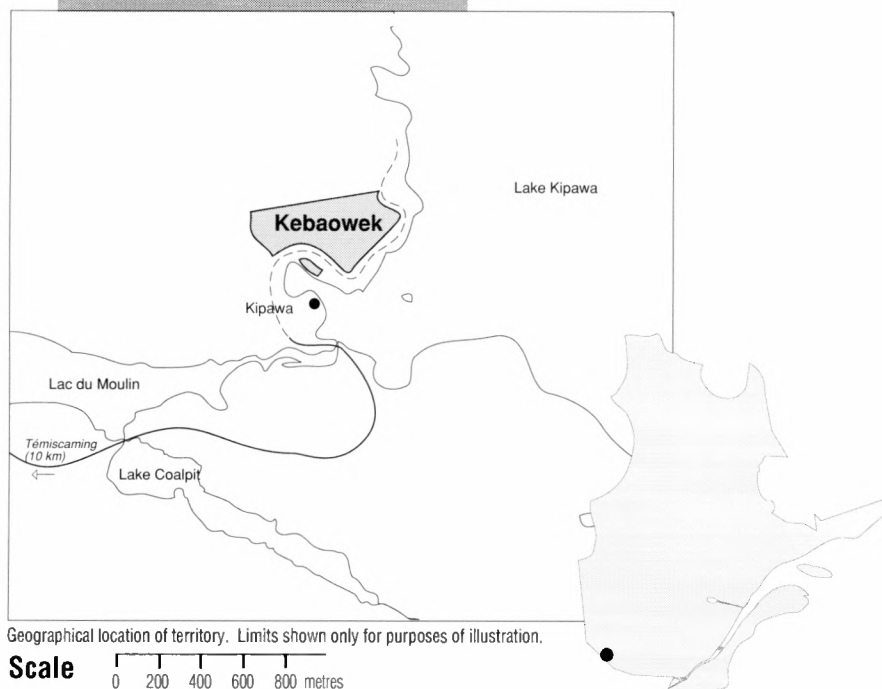 Lake Kipawa
Kebaowek
Kipawa
Lac du Moulin
Témiscaming
(10 km)
Lake Coalpit
Geographical location of territory. Limits shown only for purposes of illustration.
Scale
0 200 400 600 800 metres